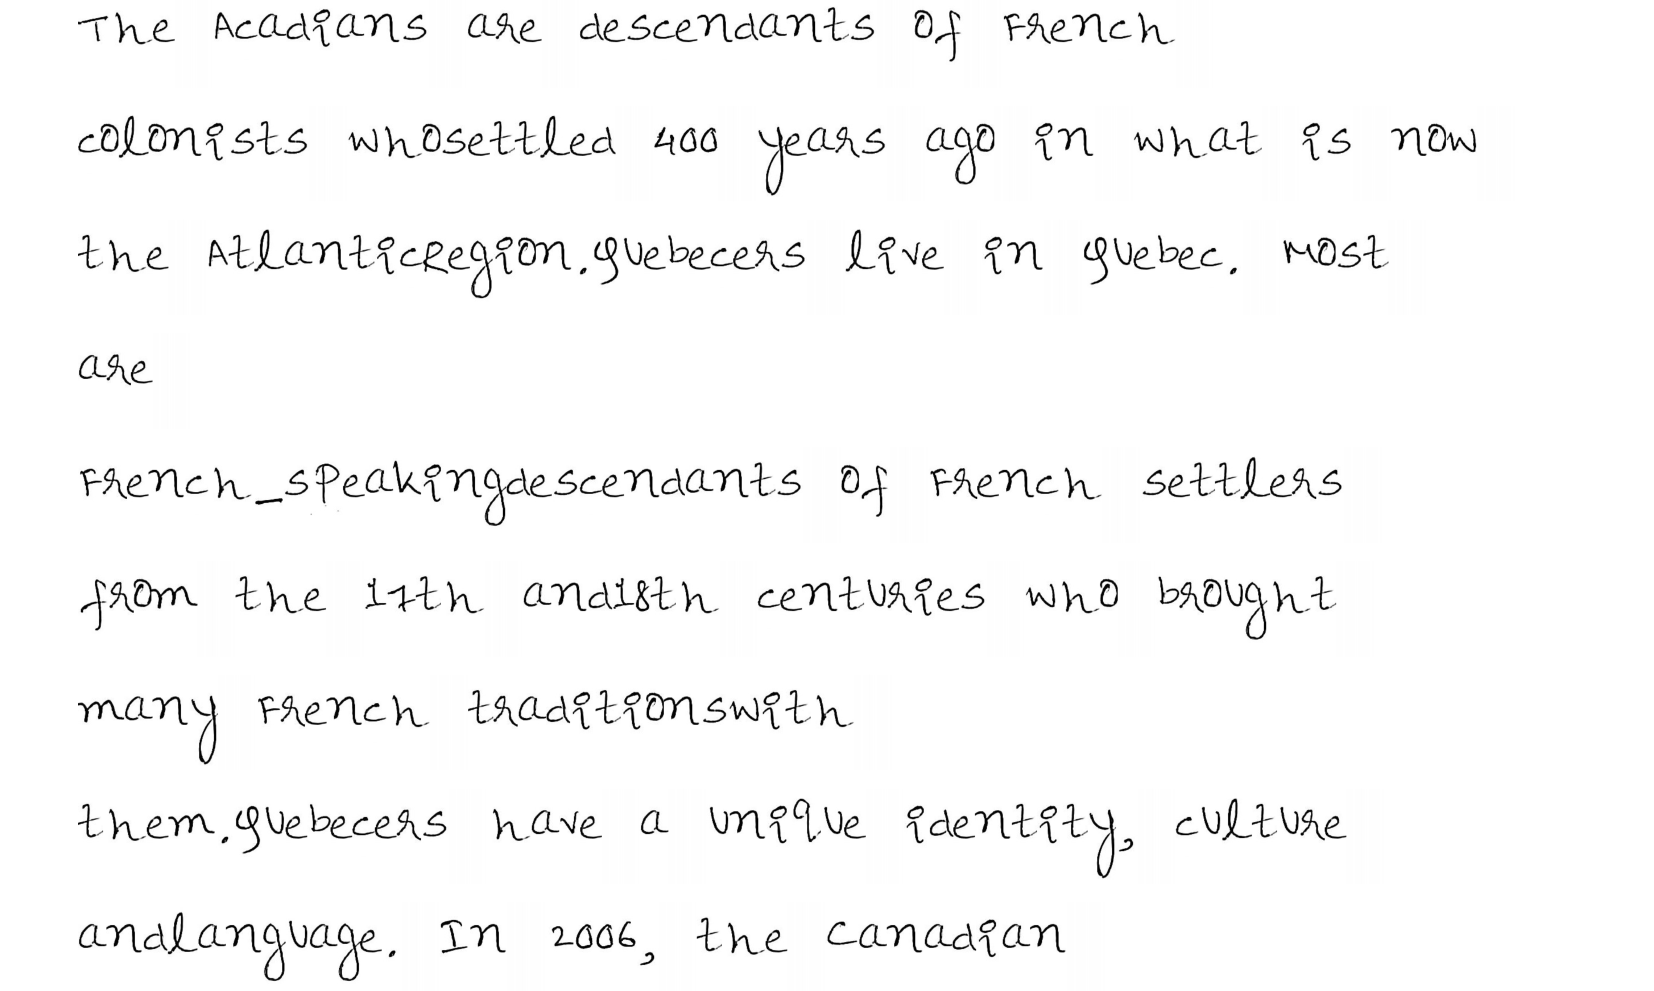 The Acadians are descendants of French
colonists whosettled 400 years ago in what is now
the AtlanticRegion.Quebecers live in Quebec. Most
are
French_speakingdescendants of French settlers
from the 17th and18th centuries who brought
many French traditionswith
them.Quebecers have a unique identity, culture
andlanguage. In 2006, the Canadian